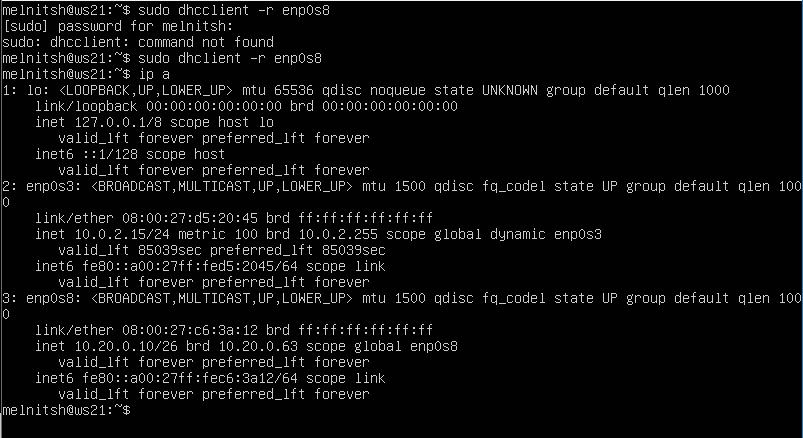 melnitsh@ws21:~$ sudo dhcclient -r enp0s8
[sudo] password for melnitsh:
sudo: dhcclient: command not found
melnitsh@ws21:~$ sudo dhclient -r enp0s8
melnitsh@ws21:~$ ip a
1: lo: <LOOPBACK,UP,LOWER_UP> mtu 65536 qdisc noqueue state UNKNOWN group default qlen 1000
    link/loopback 00:00:00:00:00:00 brd 00:00:00:00:00:00
    inet 127.0.0.1/8 scope host lo
       valid_lft forever preferred_lft forever
    inet6 ::1/128 scope host
       valid_lft forever preferred_lft forever
2: enp0s3: <BROADCAST,MULTICAST,UP,LOWER_UP> mtu 1500 qdisc fq_codel state UP group default qlen 100
0
    link/ether 08:00:27:d5:20:45 brd ff:ff:ff:ff:ff:ff
    inet 10.0.2.15/24 metric 100 brd 10.0.2.255 scope global dynamic enp0s3
       valid_lft 85039sec preferred_lft 85039sec
    inet6 fe80::a00:27ff:fed5:2045/64 scope link
       valid_lft forever preferred_lft forever
3: enp0s8: <BROADCAST,MULTICAST,UP,LOWER_UP> mtu 1500 qdisc fq_codel state UP group default qlen 100
0
    link/ether 08:00:27:c6:3a:12 brd ff:ff:ff:ff:ff:ff
    inet 10.20.0.10/26 brd 10.20.0.63 scope global enp0s8
       valid_lft forever preferred_lft forever
    inet6 fe80::a00:27ff:fec6:3a12/64 scope link
       valid_lft forever preferred_lft forever
melnitsh@ws21:~$